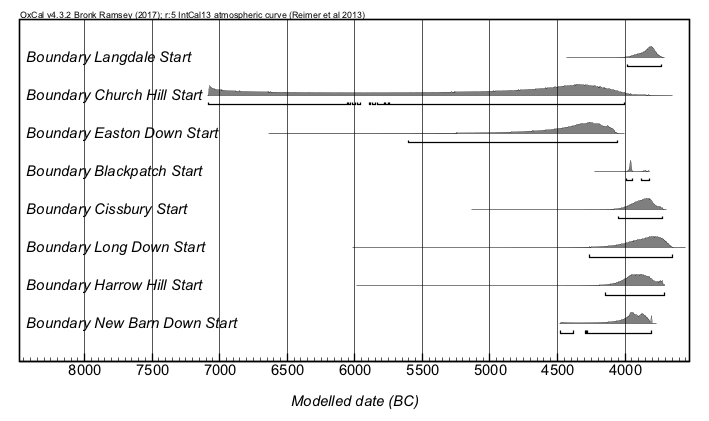 OxCal v4.3.2 Bronk Ramsey (2017); r:5 IntCal13 atmospheric curve (Reimer et al 2013)
Boundary Langdale Start
Boundary Church Hill Start
Boundary Easton Down Start
Boundary Blackpatch Start
Boundary Cissbury Start
Boundary Long Down Start
Boundary Harrow Hill Start
Boundary New Barn Down Start
8000 7500 7000 6500 6000 5500 5000 4500 4000
Modelled date (BC)